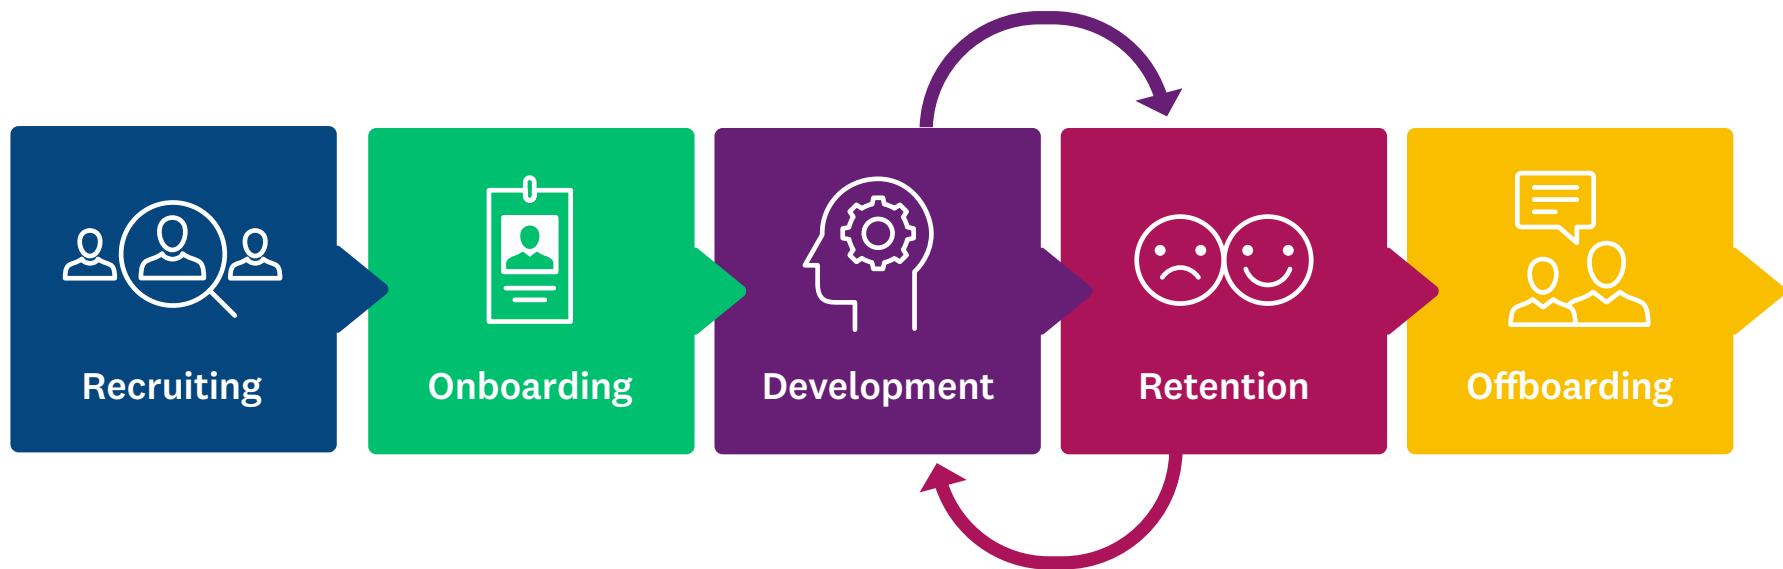 Recruiting
Onboarding
Development
Retention
Offboarding